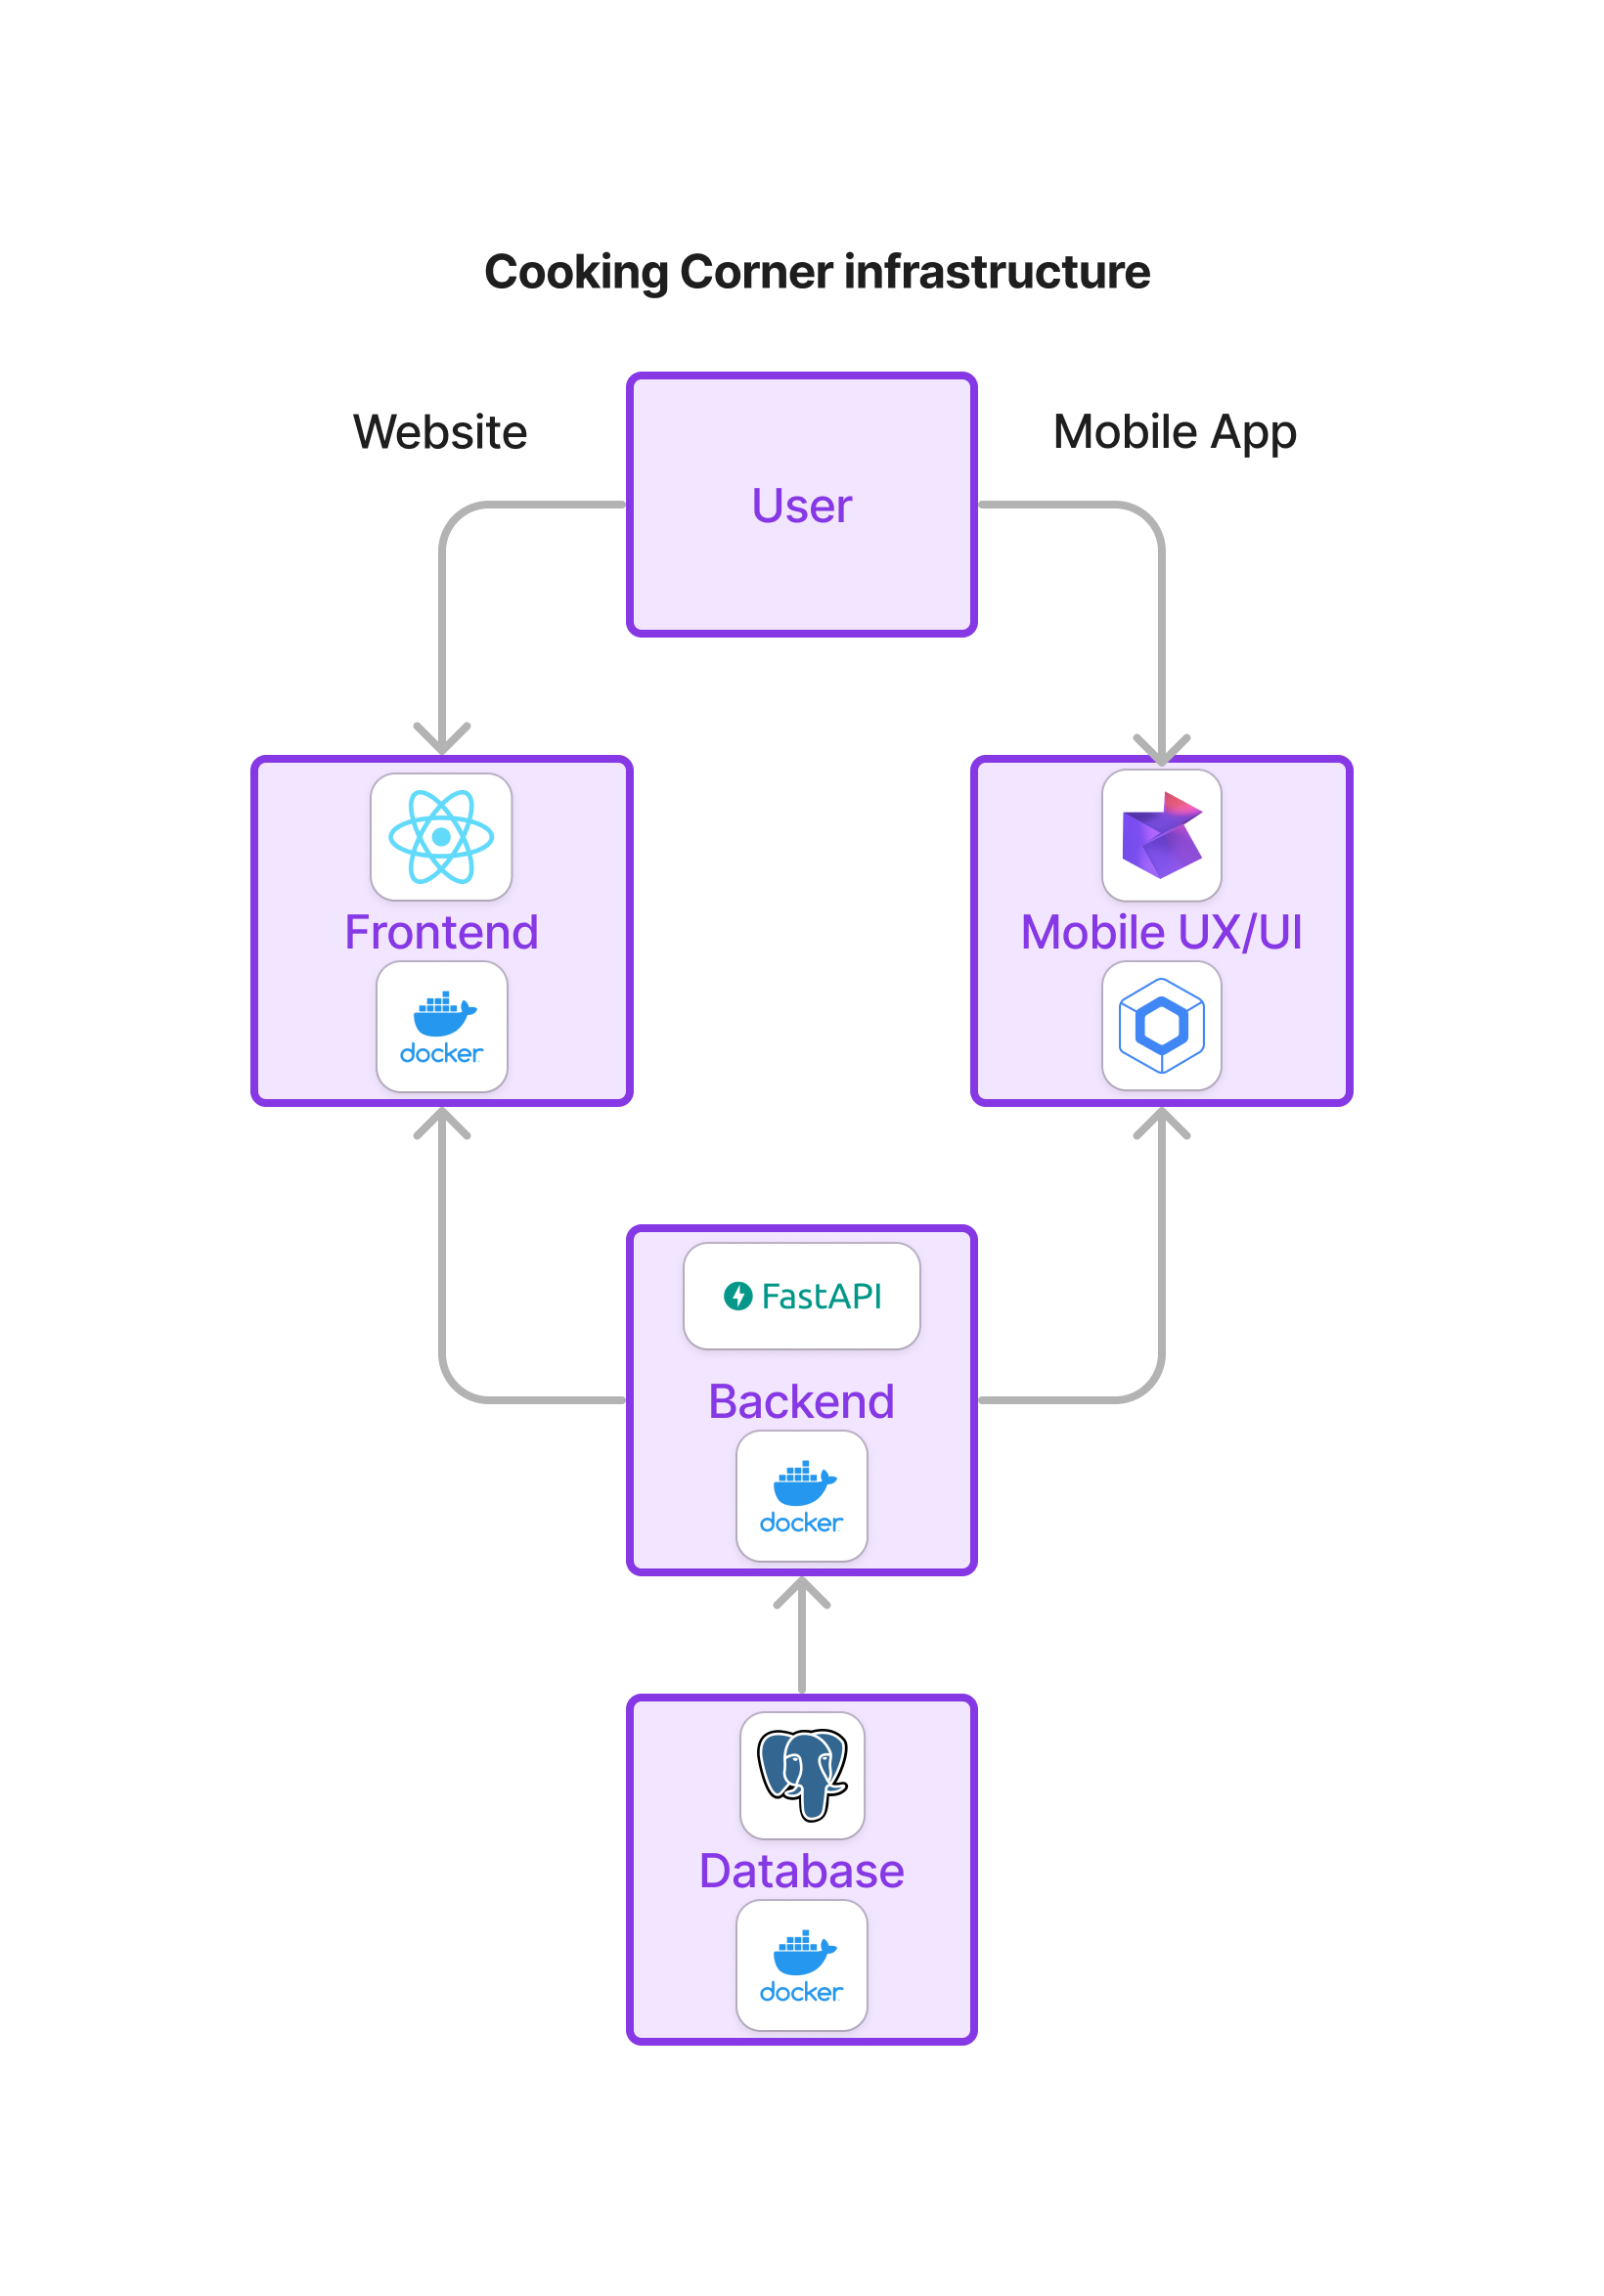 Cooking Corner infrastructure
Website
User
Mobile App
Frontend
docker
Mobile UX/UI
FastAPI
Backend
docker
Database
docker